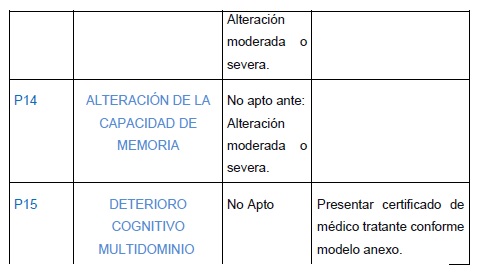 Alteración
moderada o
severa.
P14 ALTERACIÓN DE LA No apto ante:
CAPACIDAD DE Alteración
MEMORIA moderada o
severa.
P15 DETERIORO No Apto Presentar certificado de
COGNITIVO médico tratante conforme
MULTIDOMINIO modelo anexo.